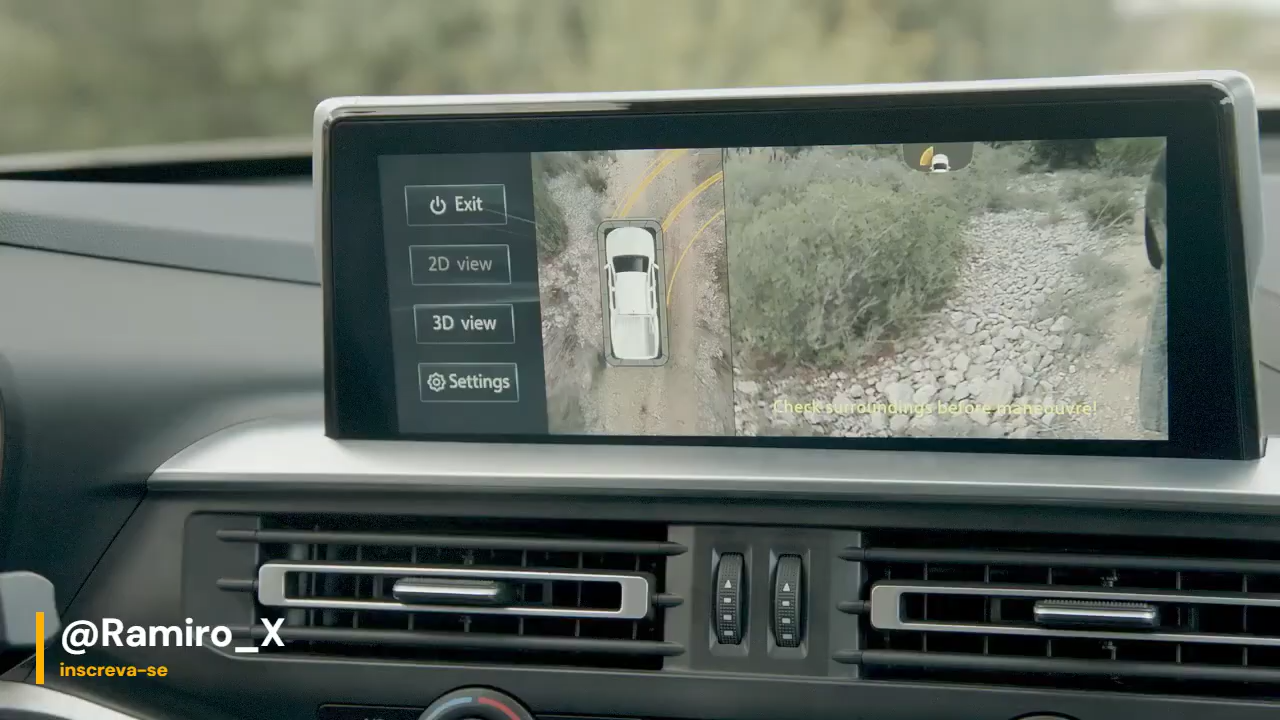 Exit
2D view
3D view
Settings
Check surroundings before manoeuvre!
@Ramiro_X
inscreva-se